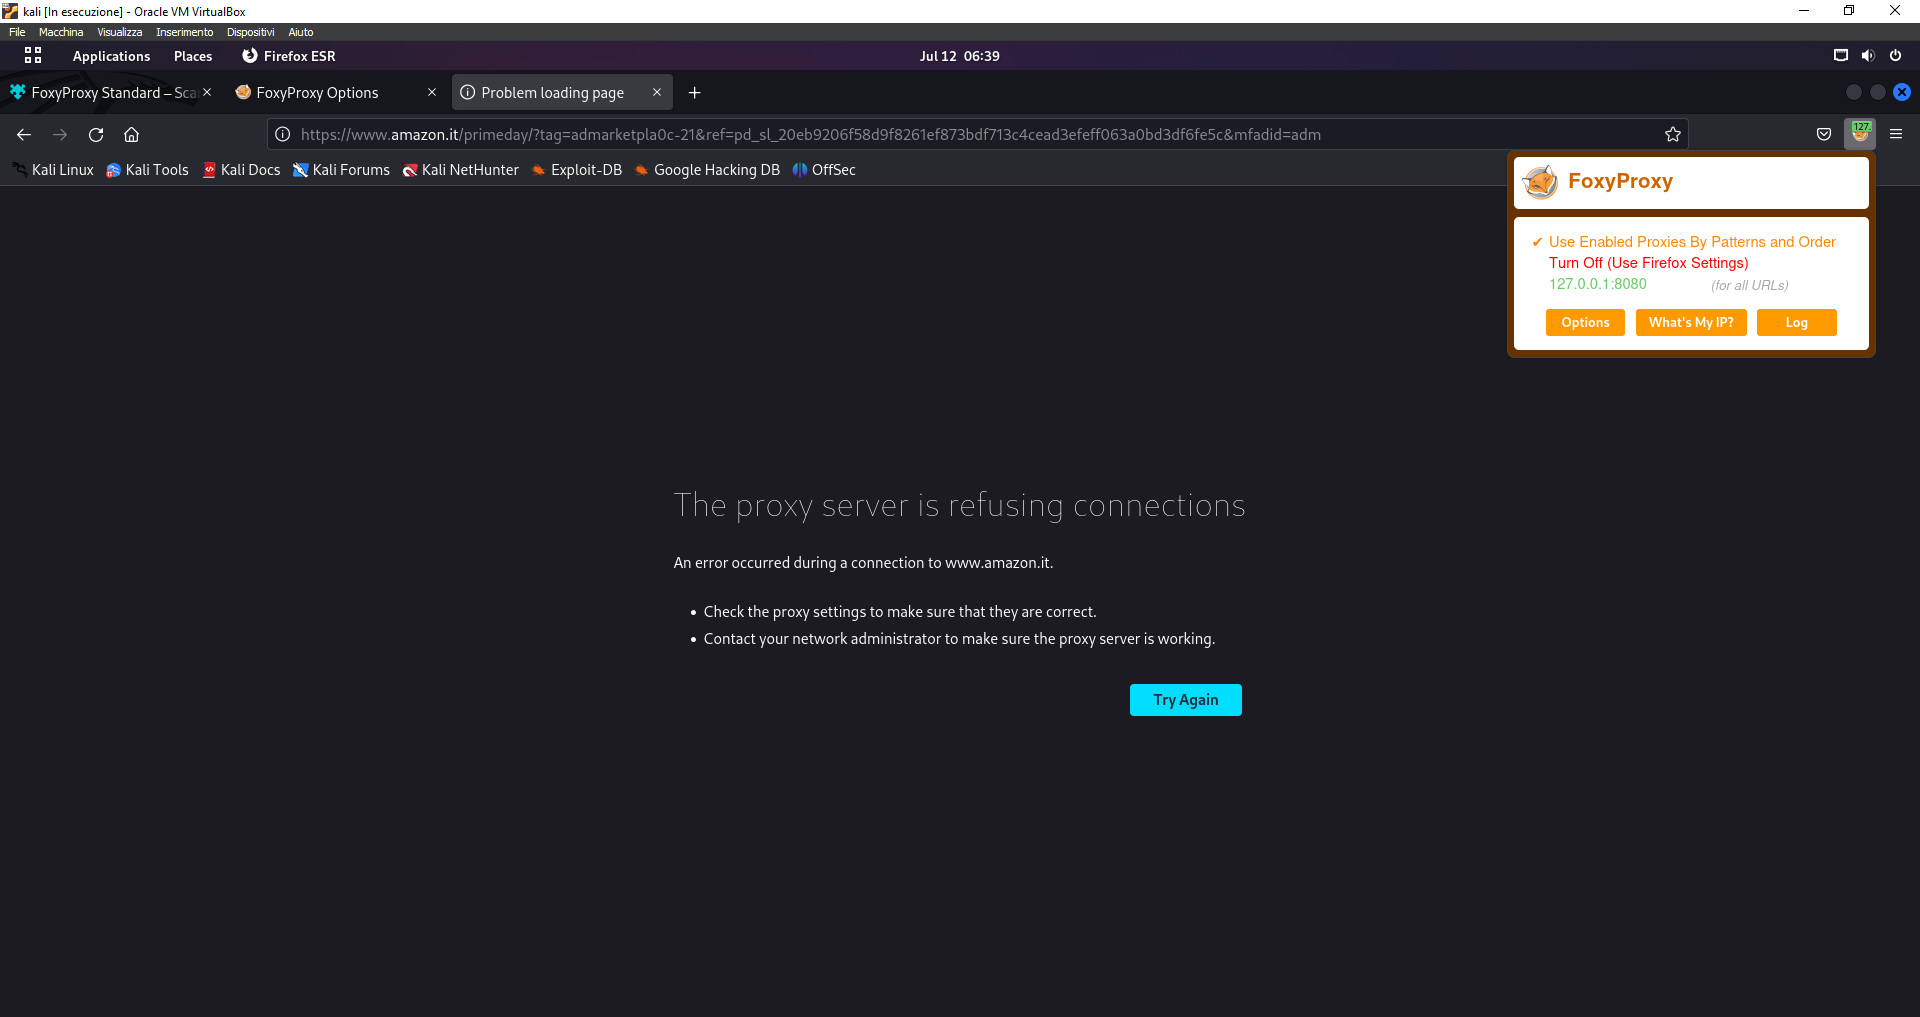 kali [In esecuzione] - Oracle VM VirtualBox
File Macchina Visualizza Inserimento Dispositivi Aiuto
Applications Places Firefox ESR Jul 12 06:39
FoxyProxy Standard – Sca FoxyProxy Options Problem loading page
https://www.amazon.it/primeday/?tag=admarketpla0c-21&ref=pd_sl_20eb9206f58d9f8261ef873bdf713c4cead3efeff063a0bd3df6fe5c&mfadid=adm 127.
Kali Linux Kali Tools Kali Docs Kali Forums Kali NetHunter Exploit-DB Google Hacking DB OffSec
FoxyProxy
✔ Use Enabled Proxies By Patterns and Order
Turn Off (Use Firefox Settings)
127.0.0.1:8080 (for all URLs)
Options What's My IP? Log
The proxy server is refusing connections
An error occurred during a connection to www.amazon.it.
• Check the proxy settings to make sure that they are correct.
• Contact your network administrator to make sure the proxy server is working.
Try Again